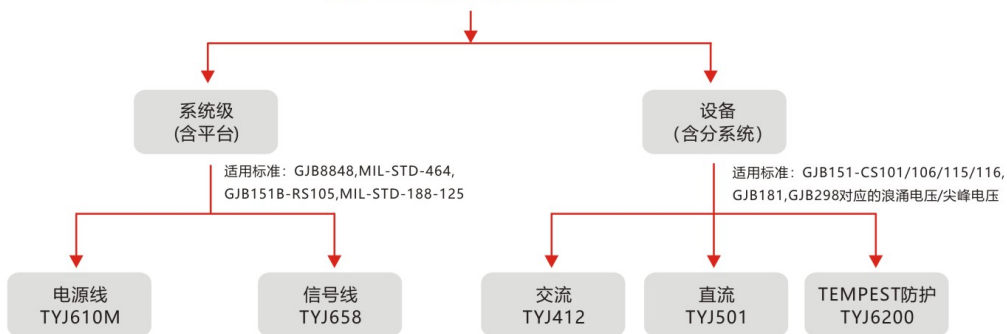 系统级
(含平台)
设备
(含分系统)
适用标准：GJB8848,MIL-STD-464,
GJB151B-RS105,MIL-STD-188-125
适用标准：GJB151-CS101/106/115/116,
GJB181,GJB298对应的浪涌电压/尖峰电压
电源线
TYJ610M
信号线
TYJ658
交流
TYJ412
直流
TYJ501
TEMPEST防护
TYJ6200